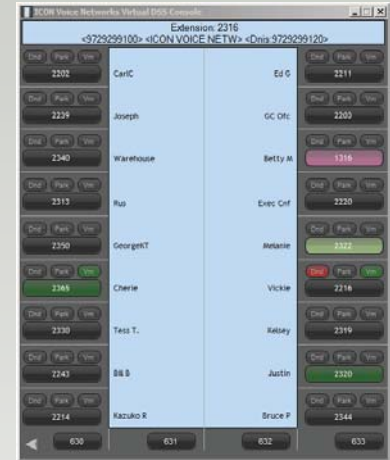 ICON Voice Networks Virtual DSS Console
Extension: 2316
<9729299100> <ICON VOICE NETW> <Dnis:9729299120>
Dnd Park Vm Dnd Park Vm
2202 CarlC Ed G 2211
Dnd Park Vm Dnd Park Vm
2239 Joseph GC Ofc 2203
Dnd Park Vm Dnd Park Vm
2340 Warehouse Betty M 1316
Dnd Park Vm Dnd Park Vm
2313 Rus Exec Cnf 2220
Dnd Park Vm Dnd Park Vm
2350 GeorgeKT Melanie 2322
Dnd Park Vm Dnd Park Vm
2365 Cherie Vickie 2216
Dnd Park Vm Dnd Park Vm
2330 Tess T. Kelsey 2319
Dnd Park Vm Dnd Park Vm
2243 B& B Justin 2320
Dnd Park Vm Dnd Park Vm
2214 Kazuko R Bruce P 2344
630 631 632 633